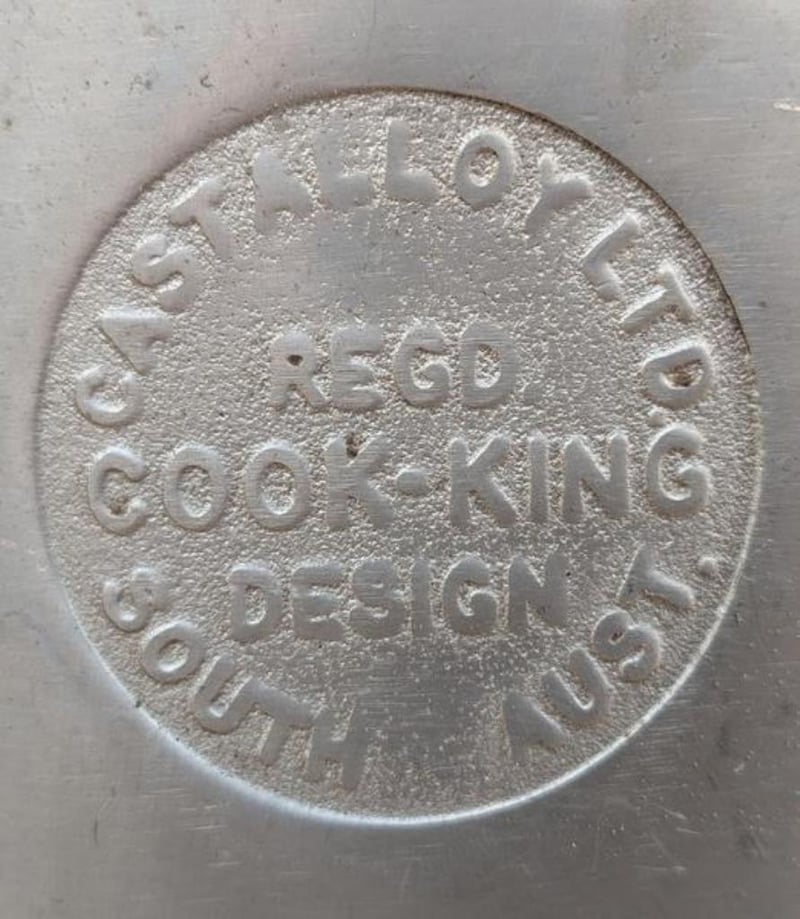 CASTALLOY LTD.
REGD
COOK-KING
DESIGN
SOUTH AUST.